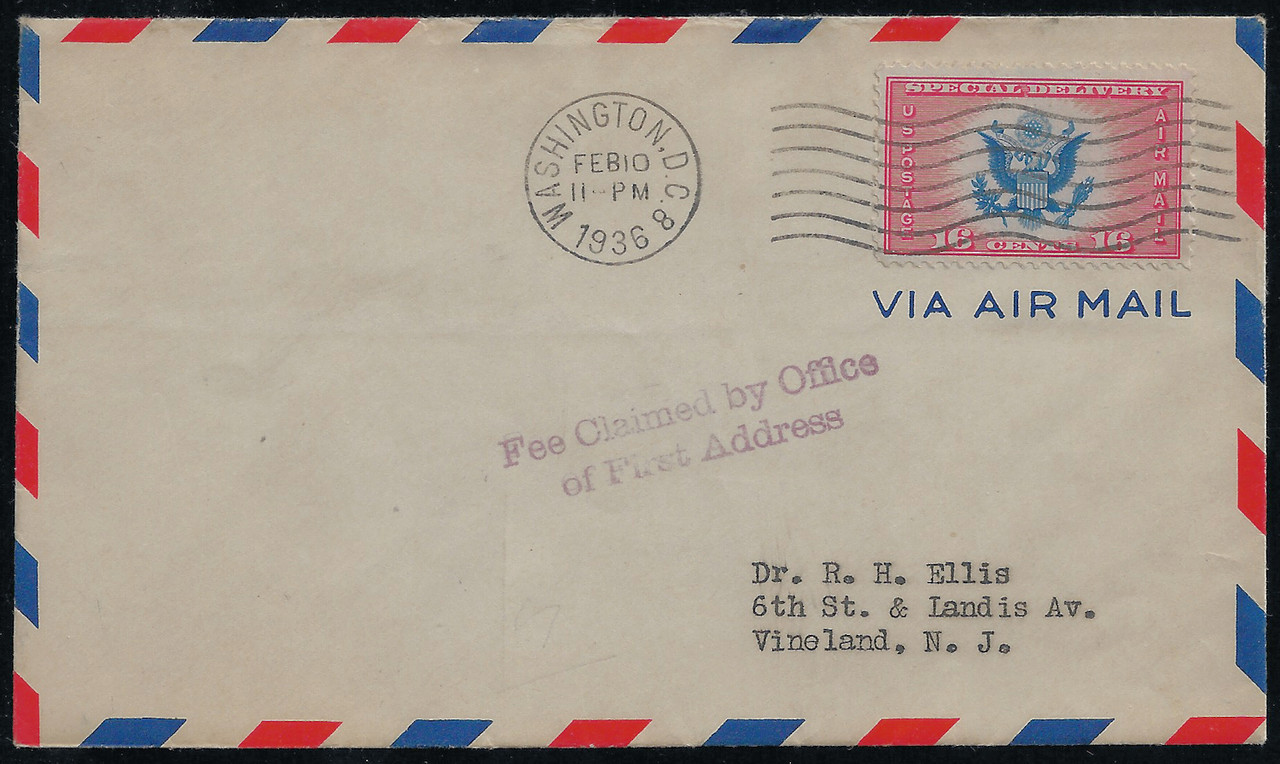 WASHINGTON, D.C. 8
FEB 10
11-PM
1936
SPECIAL DELIVERY
U S POSTAGE
AIR MAIL
16 CENTS 16
VIA AIR MAIL
Fee Claimed by Office
of First Address
Dr. R. H. Ellis
6th St. & Landis Av.
Vineland, N. J.